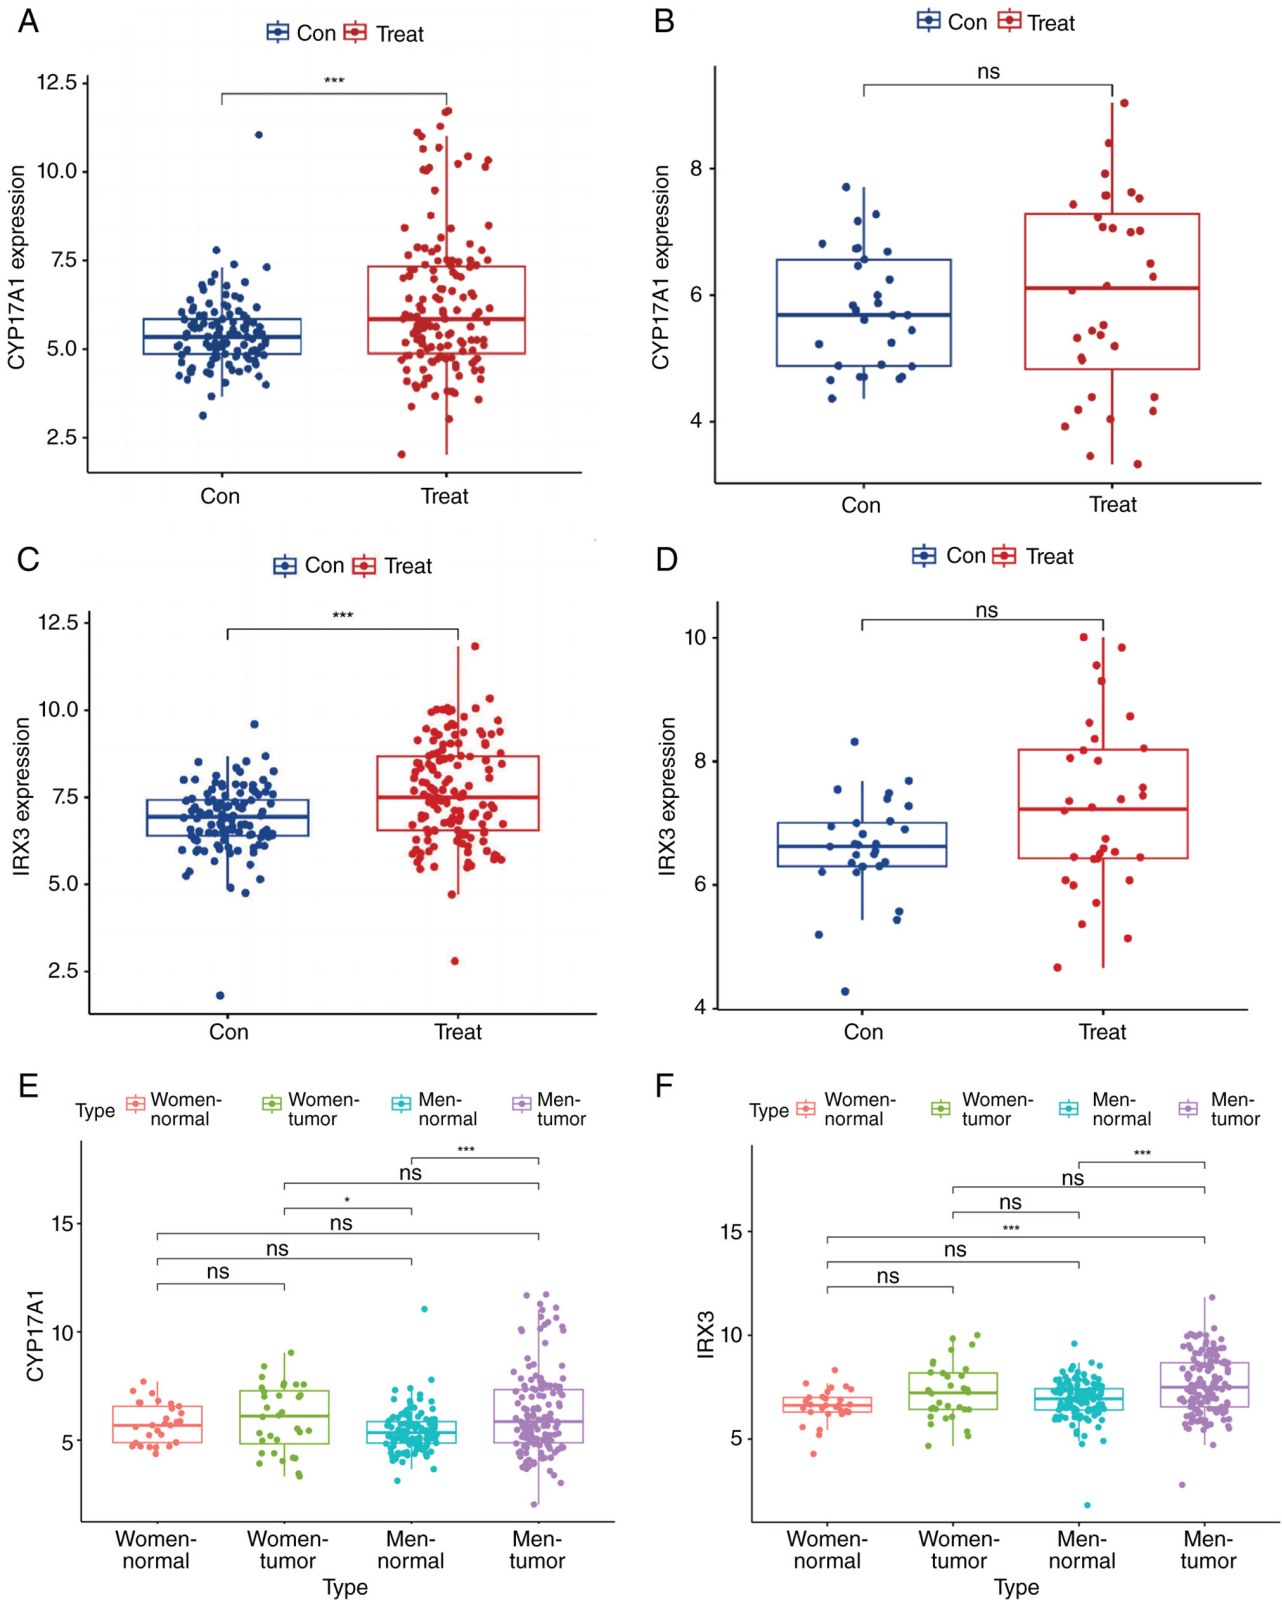 A
Con Treat
12.5
10.0
7.5
5.0
2.5
CYP17A1 expression
***
Con Treat
B
Con Treat
8
6
4
CYP17A1 expression
ns
Con Treat
C
Con Treat
12.5
10.0
7.5
5.0
2.5
IRX3 expression
***
Con Treat
D
Con Treat
10
8
6
4
IRX3 expression
ns
Con Treat
E
Type Women-normal Women-tumor Men-normal Men-tumor
15
10
5
CYP17A1
***
ns
*
ns
ns
ns
Women-normal Women-tumor Men-normal Men-tumor
Type
F
Type Women-normal Women-tumor Men-normal Men-tumor
15
10
5
IRX3
***
ns
ns
***
ns
ns
Women-normal Women-tumor Men-normal Men-tumor
Type